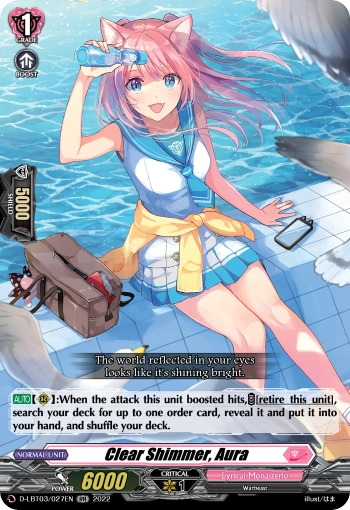 1
GRADE
BOOST
5000
SHIELD
The world reflected in your eyes
looks like it's shining bright.
AUTO [RC]:When the attack this unit boosted hits, [retire this unit],
search your deck for up to one order card, reveal it and put it into
your hand, and shuffle your deck.
NORMAL UNIT
Clear Shimmer, Aura
POWER 6000
CRITICAL
1
Lyrical Monasterio
Warbeast
D-LBT03/027EN RR 2022
illust/はま